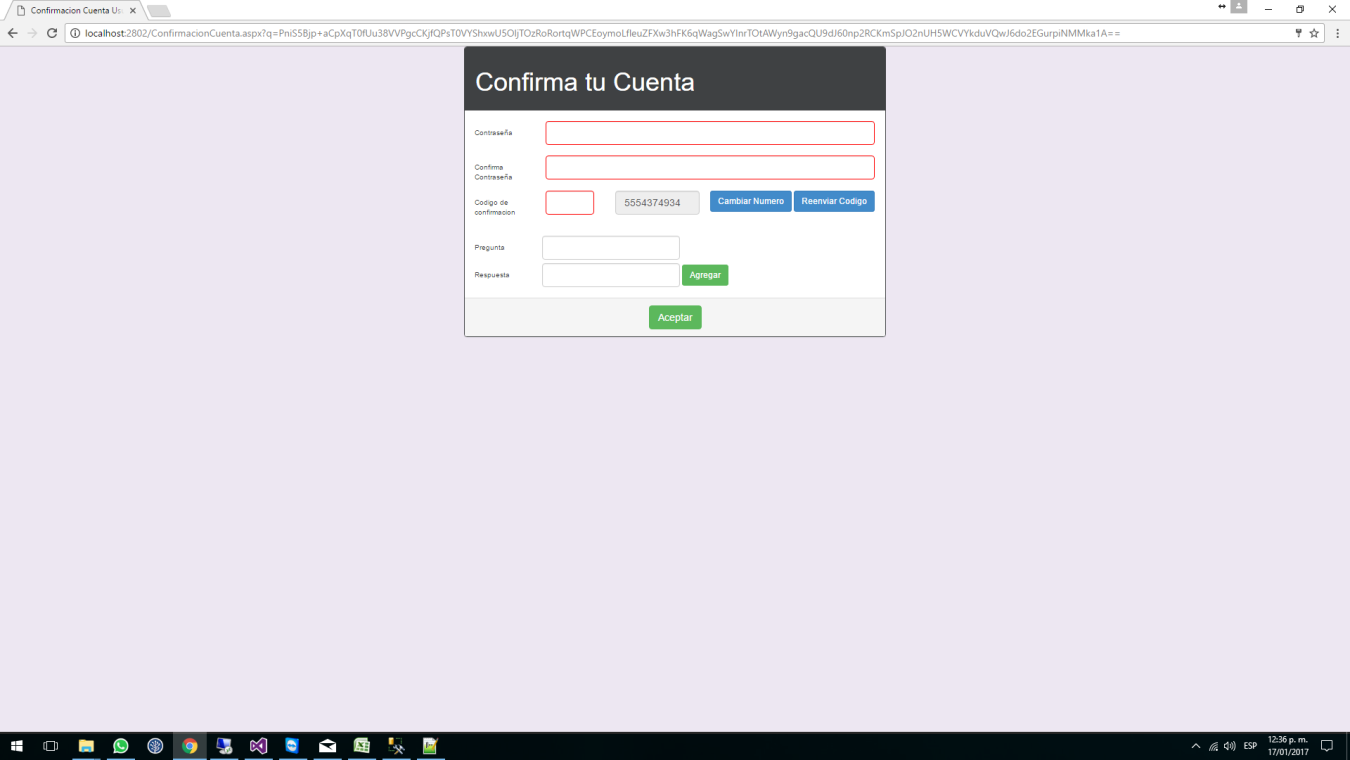 Confirmacion Cuenta Us
localhost:2802/ConfirmacionCuenta.aspx?q=PniS5Bjp+aCpXqT0fUu38VVPgcCKjfQPsT0VYShxwU5OIjTOzRoRortqWPCEoymoLfIeuZFXw3hFK6qWagSwYInrTOtAWyn9gacQU9dJ60np2RCKmSpJO2nUH5WCVYkduVQwJ6do2EGurpiNMMka1A==
Confirma tu Cuenta
Contraseña
Confirma
Contraseña
Codigo de
confirmacion
5554374934
Cambiar Numero
Reenviar Codigo
Pregunta
Respuesta
Agregar
Aceptar
ESP
12:36 p. m.
17/01/2017